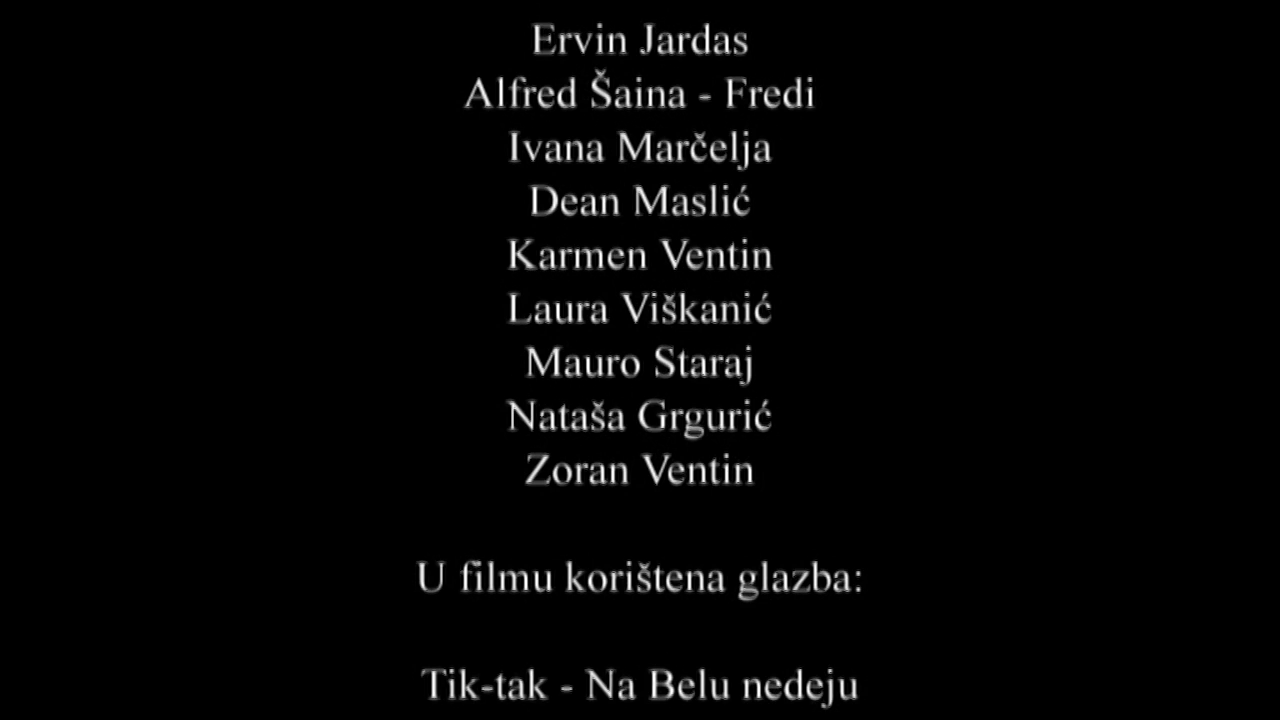 Ervin Jardas
Alfred Šaina - Fredi
Ivana Marčelja
Dean Maslić
Karmen Ventin
Laura Viškanić
Mauro Staraj
Nataša Grgurić
Zoran Ventin
U filmu korištena glazba:
Tik-tak - Na Belu nedeju